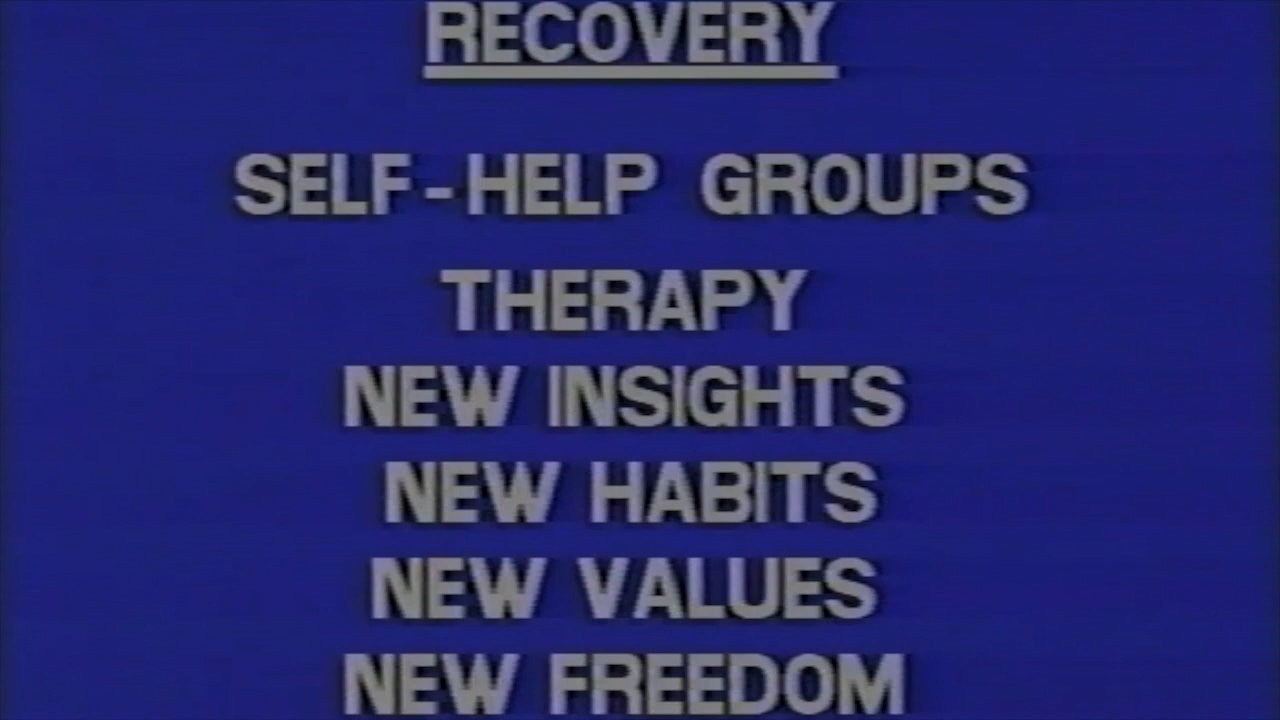 RECOVERY
SELF-HELP GROUPS
THERAPY
NEW INSIGHTS
NEW HABITS
NEW VALUES
NEW FREEDOM